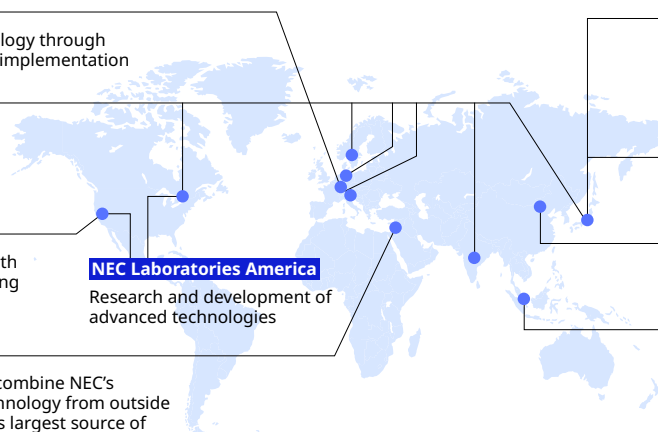 logy through
implementation
th
ng
NEC Laboratories America
Research and development of
advanced technologies
combine NEC's
hnology from outside
s largest source of